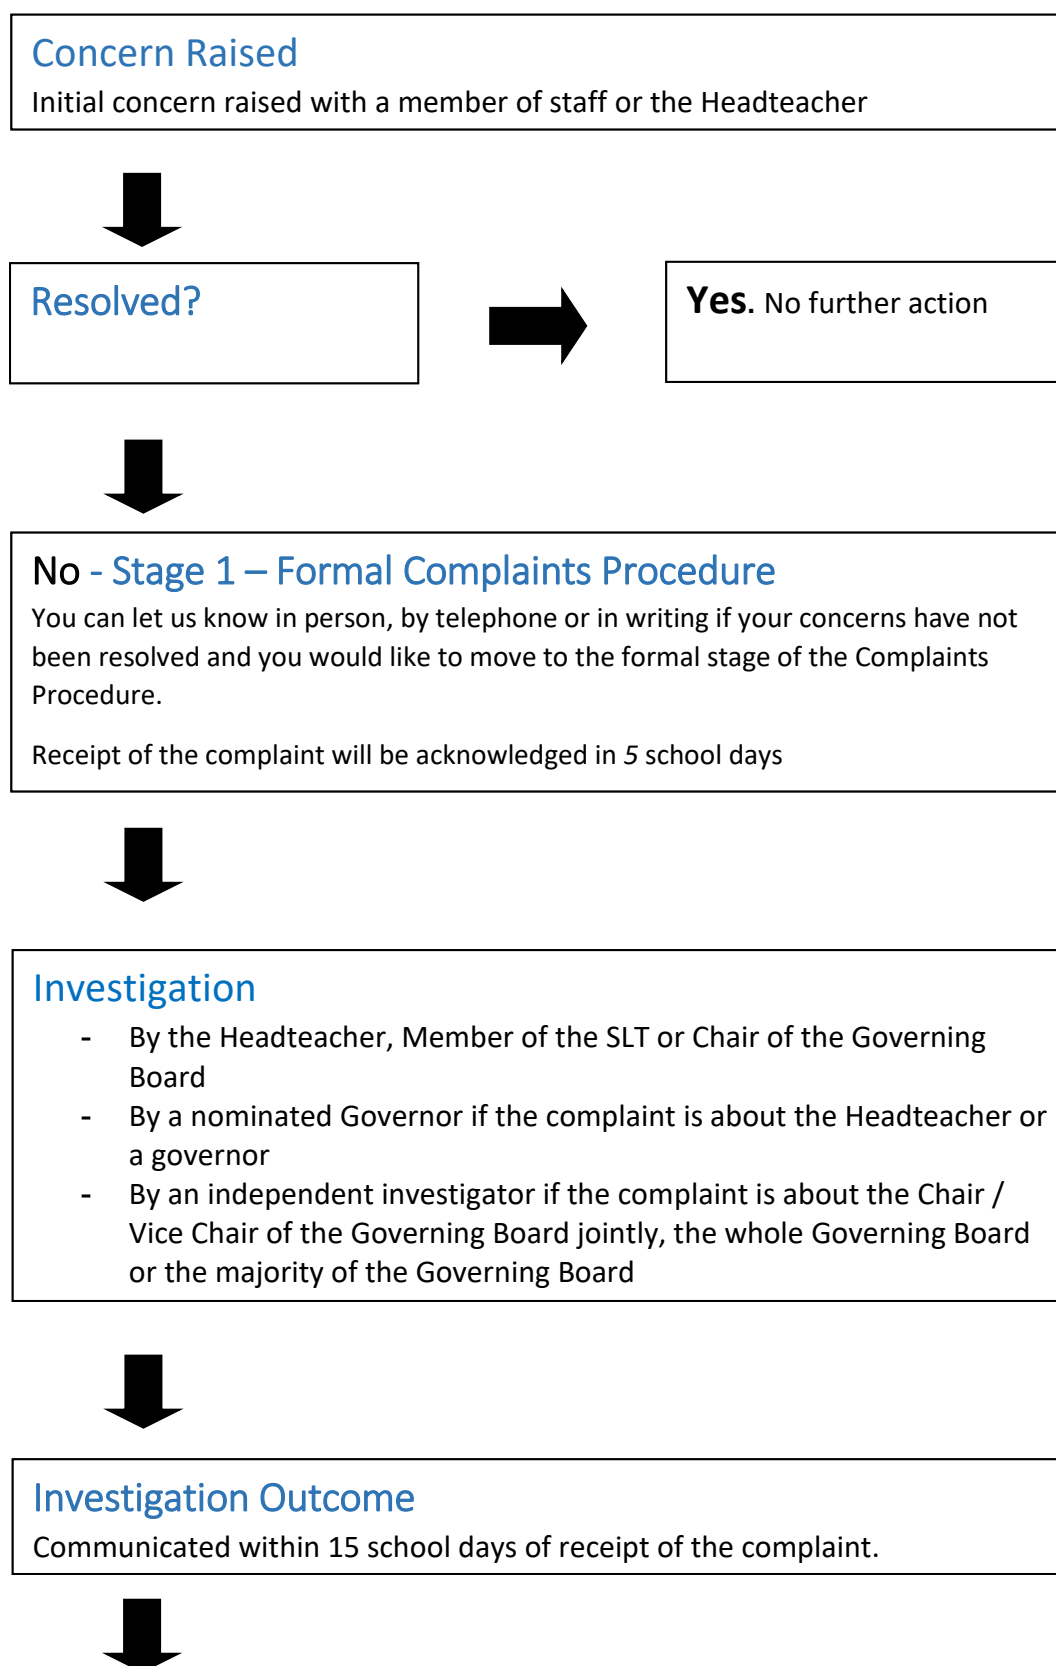 Concern Raised
Initial concern raised with a member of staff or the Headteacher
Resolved?
Yes. No further action
No - Stage 1 – Formal Complaints Procedure
You can let us know in person, by telephone or in writing if your concerns have not
been resolved and you would like to move to the formal stage of the Complaints
Procedure.
Receipt of the complaint will be acknowledged in 5 school days
Investigation
- By the Headteacher, Member of the SLT or Chair of the Governing
Board
- By a nominated Governor if the complaint is about the Headteacher or
a governor
- By an independent investigator if the complaint is about the Chair /
Vice Chair of the Governing Board jointly, the whole Governing Board
or the majority of the Governing Board
Investigation Outcome
Communicated within 15 school days of receipt of the complaint.